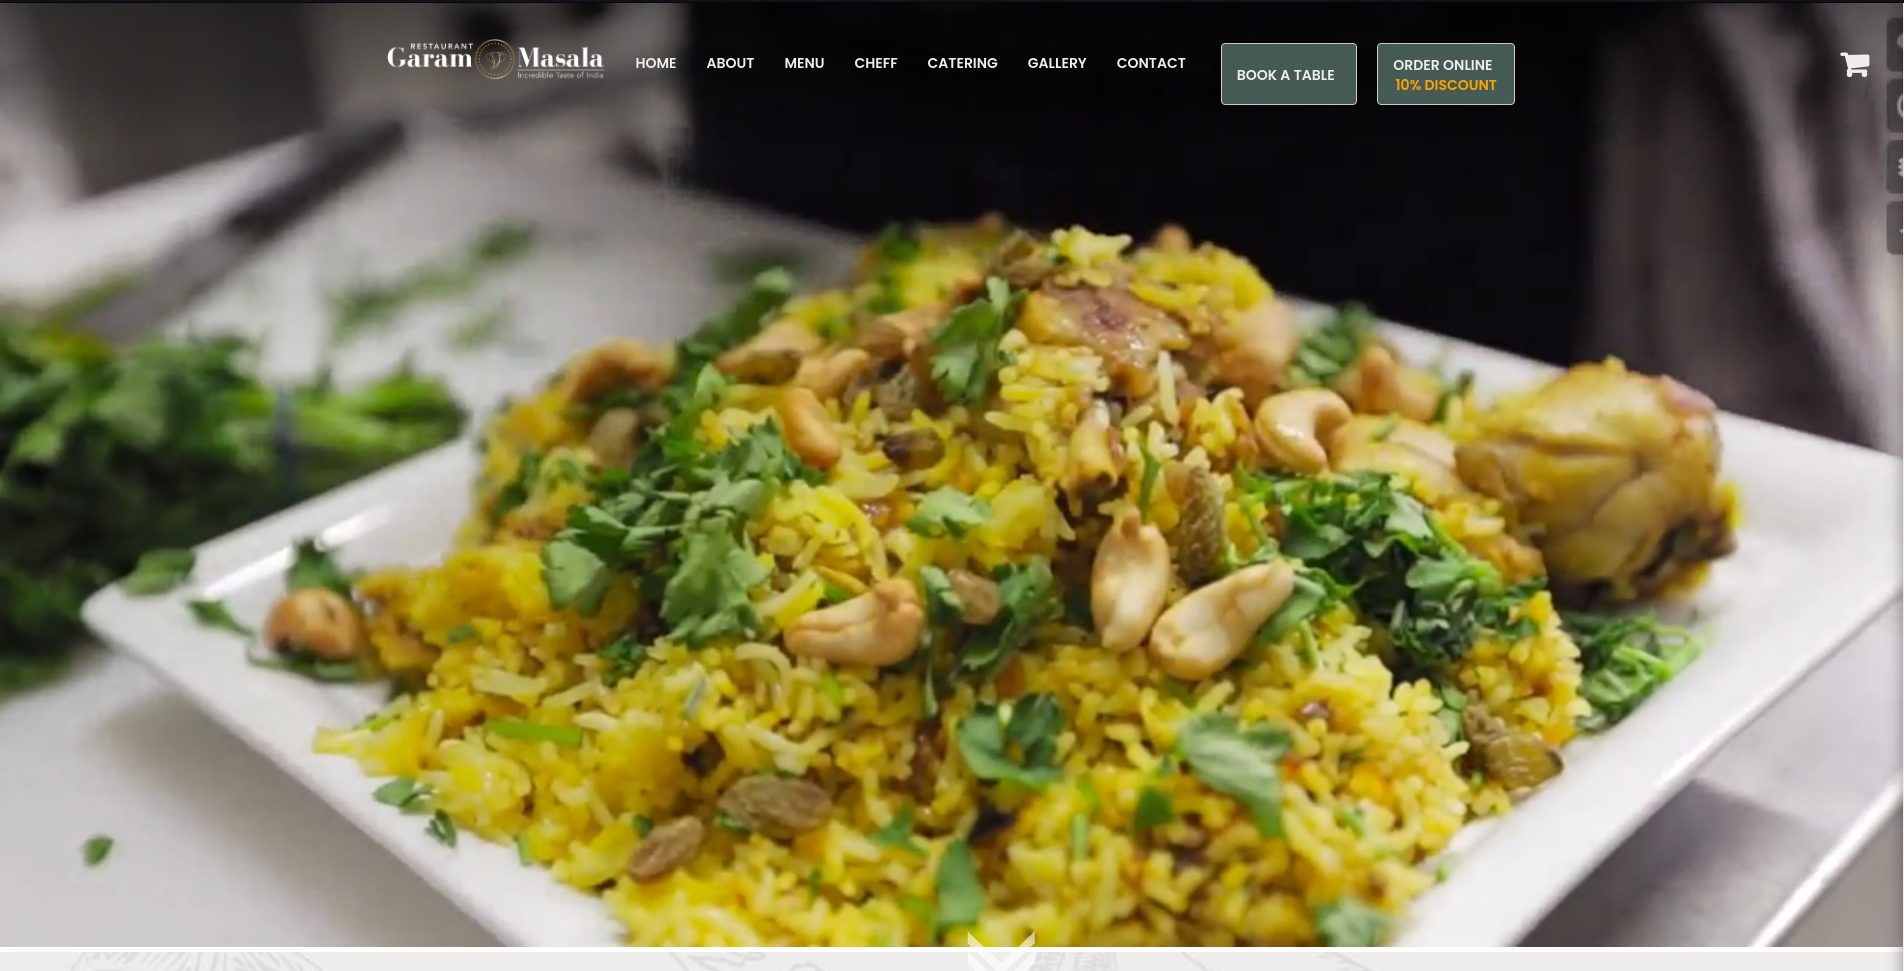 RESTAURANT
Garam Masala
Incredible Taste of India
HOME
ABOUT
MENU
CHEFF
CATERING
GALLERY
CONTACT
BOOK A TABLE
ORDER ONLINE
10% DISCOUNT